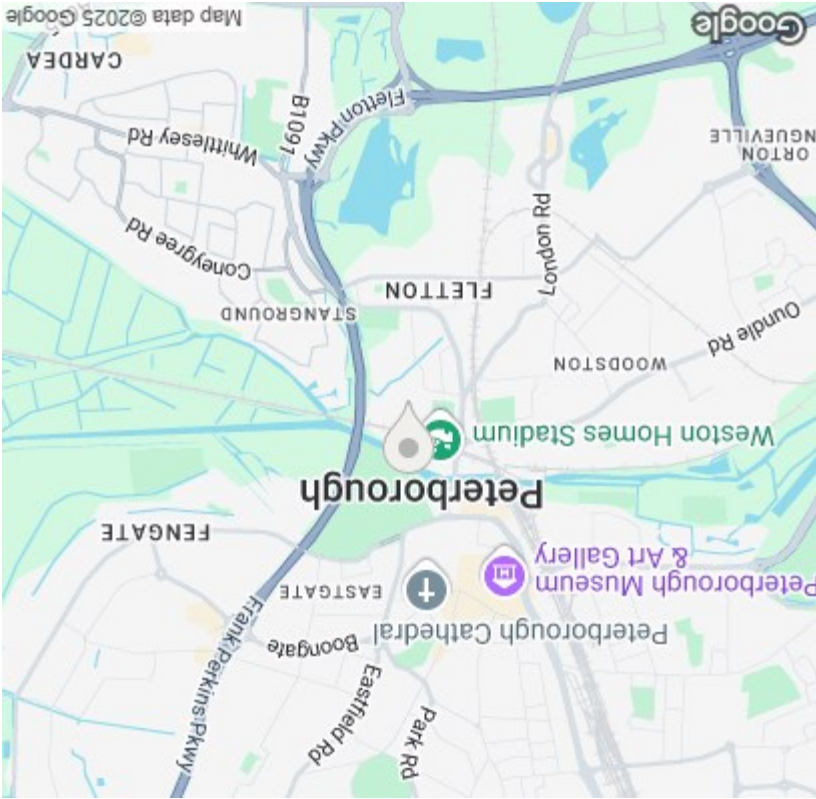 Park Rd
Eastfield Rd
Frank Perkins Pkwy
Boongate
Peterborough Cathedral
EASTGATE
Peterborough Museum
& Art Gallery
FENGATE
Peterborough
Weston Homes Stadium
WOODSTON
Oundle Rd
STANGROUND
FLETTON
London Rd
Coneygree Rd
ORTON
NGUEVILLE
Whittlesey Rd
B1091
Fletton Pkwy
CARDEA
Google
Map data ©2025 Google